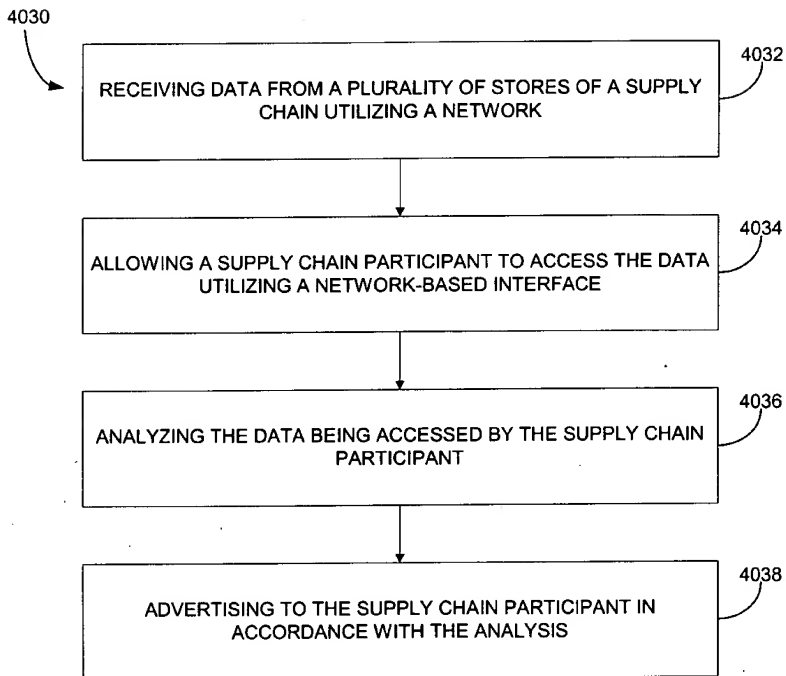 4030
4032
RECEIVING DATA FROM A PLURALITY OF STORES OF A SUPPLY
CHAIN UTILIZING A NETWORK
4034
ALLOWING A SUPPLY CHAIN PARTICIPANT TO ACCESS THE DATA
UTILIZING A NETWORK-BASED INTERFACE
4036
ANALYZING THE DATA BEING ACCESSED BY THE SUPPLY CHAIN
PARTICIPANT
4038
ADVERTISING TO THE SUPPLY CHAIN PARTICIPANT IN
ACCORDANCE WITH THE ANALYSIS